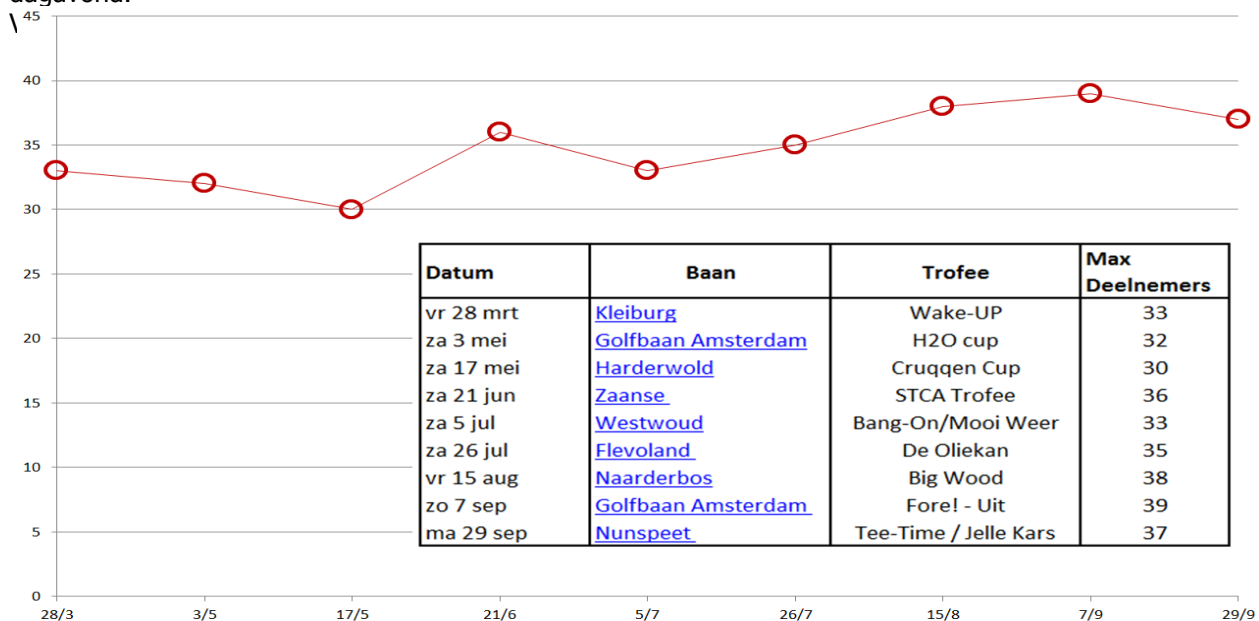 \
45
40
35
30
25
20
15
10
5
0
28/3 3/5 17/5 21/6 5/7 26/7 15/8 7/9 29/9
Datum Baan Trofee Max Deelnemers
vr 28 mrt Kleiburg Wake-UP 33
za 3 mei Golfbaan Amsterdam H2O cup 32
za 17 mei Harderwold Cruqqen Cup 30
za 21 jun Zaanse STCA Trofee 36
za 5 jul Westwoud Bang-On/Mooi Weer 33
za 26 jul Flevoland De Oliekan 35
vr 15 aug Naarderbos Big Wood 38
zo 7 sep Golfbaan Amsterdam Fore! - Uit 39
ma 29 sep Nunspeet Tee-Time / Jelle Kars 37